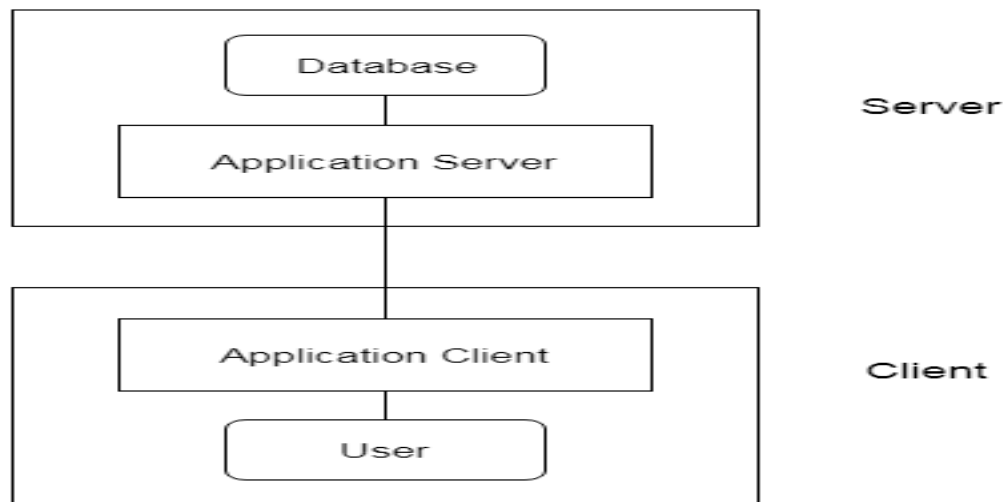 Database
Server
Application Server
Application Client
Client
User